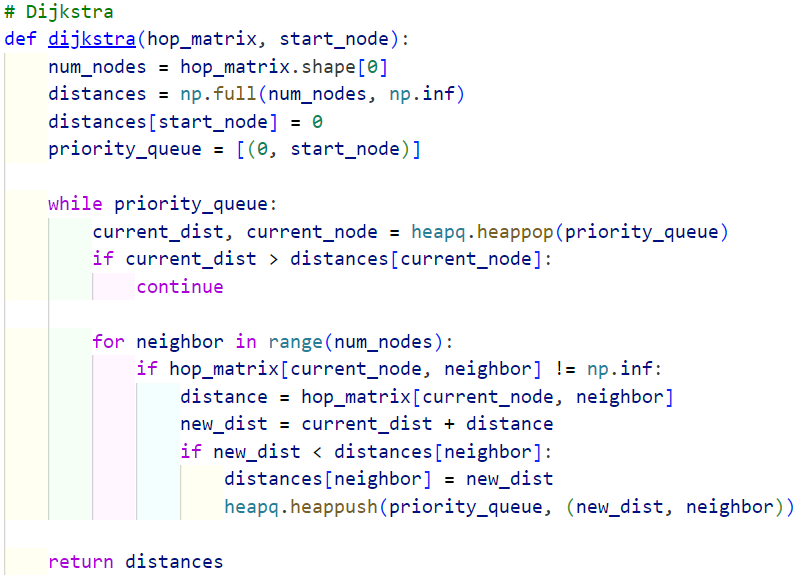 # Dijkstra
def dijkstra(hop_matrix, start_node):
    num_nodes = hop_matrix.shape[0]
    distances = np.full(num_nodes, np.inf)
    distances[start_node] = 0
    priority_queue = [(0, start_node)]

    while priority_queue:
        current_dist, current_node = heapq.heappop(priority_queue)
        if current_dist > distances[current_node]:
            continue

        for neighbor in range(num_nodes):
            if hop_matrix[current_node, neighbor] != np.inf:
                distance = hop_matrix[current_node, neighbor]
                new_dist = current_dist + distance
                if new_dist < distances[neighbor]:
                    distances[neighbor] = new_dist
                    heapq.heappush(priority_queue, (new_dist, neighbor))

    return distances